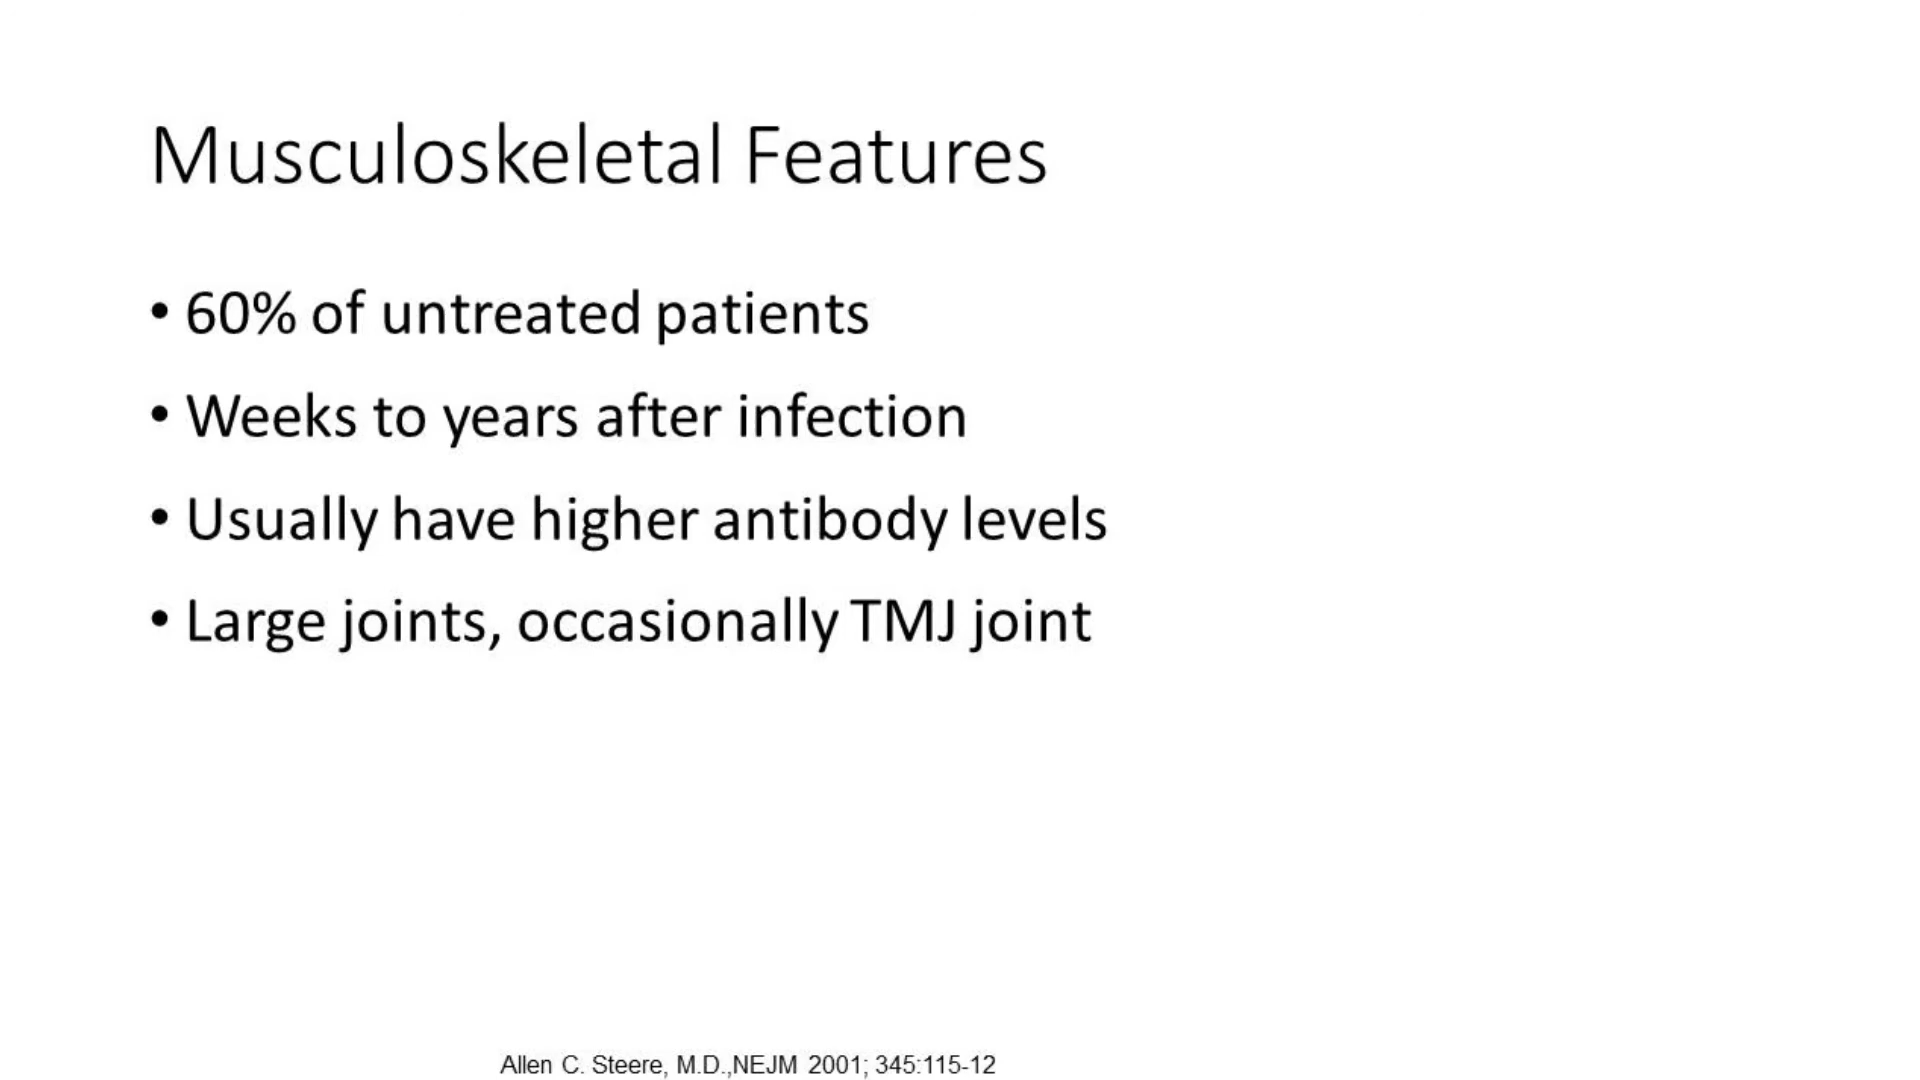 Musculoskeletal Features
• 60% of untreated patients
• Weeks to years after infection
• Usually have higher antibody levels
• Large joints, occasionally TMJ joint
Allen C. Steere, M.D.,NEJM 2001; 345:115-12